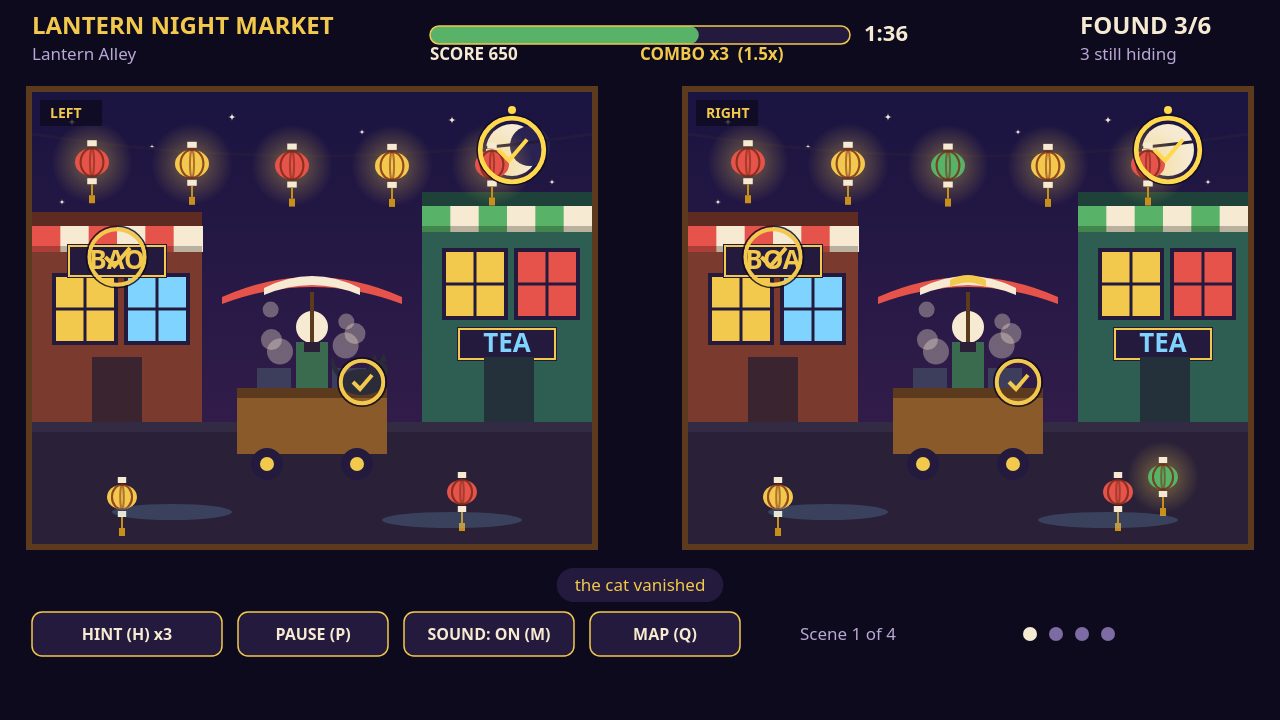 LANTERN NIGHT MARKET
Lantern Alley
SCORE 650
COMBO x3 (1.5x)
1:36
FOUND 3/6
3 still hiding
LEFT
BAO
TEA
RIGHT
BOA
TEA
the cat vanished
HINT (H) x3
PAUSE (P)
SOUND: ON (M)
MAP (Q)
Scene 1 of 4